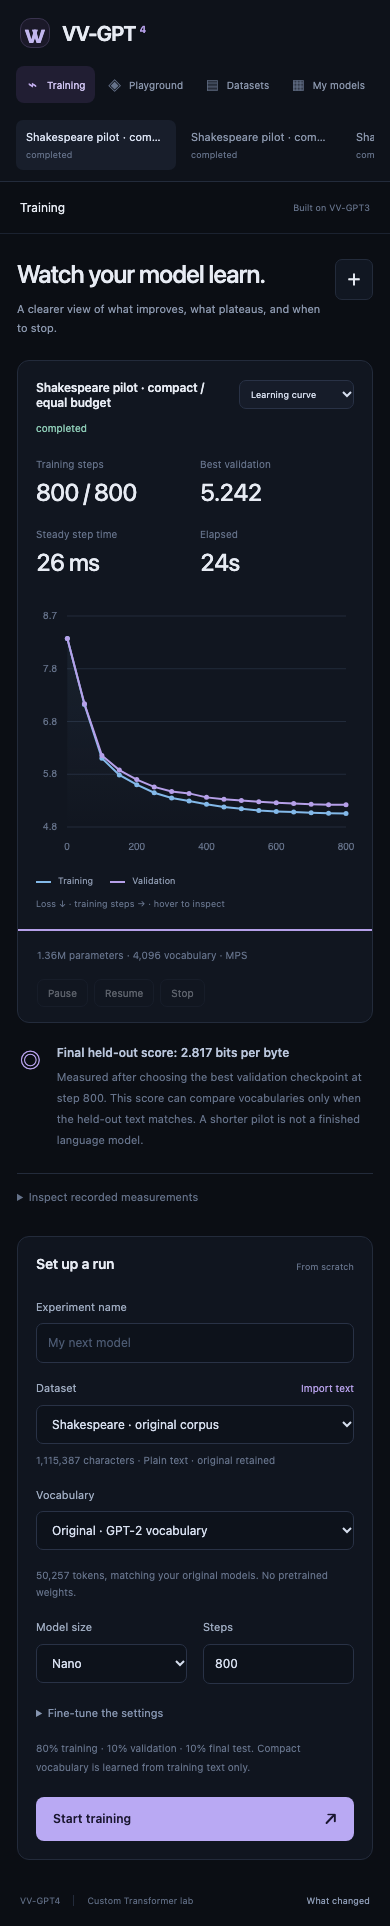 W VV-GPT 4
Training Playground Datasets My models
Shakespeare pilot · com... Shakespeare pilot · com... Sha
completed completed com
Training Built on VV-GPT3
Watch your model learn. +
A clearer view of what improves, what plateaus, and when
to stop.
Shakespeare pilot · compact /
equal budget
Learning curve
completed
Training steps Best validation
800 / 800 5.242
Steady step time Elapsed
26 ms 24s
8.7
7.8
6.8
5.8
4.8
0 200 400 600 800
Training Validation
Loss ↓ · training steps → · hover to inspect
1.36M parameters · 4,096 vocabulary · MPS
Pause Resume Stop
Final held-out score: 2.817 bits per byte
Measured after choosing the best validation checkpoint at
step 800. This score can compare vocabularies only when
the held-out text matches. A shorter pilot is not a finished
language model.
Inspect recorded measurements
Set up a run From scratch
Experiment name
My next model
Dataset Import text
Shakespeare · original corpus
1,115,387 characters · Plain text · original retained
Vocabulary
Original · GPT-2 vocabulary
50,257 tokens, matching your original models. No pretrained
weights.
Model size Steps
Nano 800
Fine-tune the settings
80% training · 10% validation · 10% final test. Compact
vocabulary is learned from training text only.
Start training
VV-GPT4 Custom Transformer lab What changed